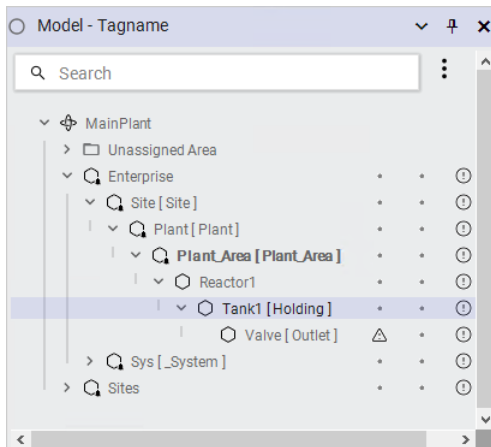 Model - Tagname
Search
MainPlant
Unassigned Area
Enterprise
Site [ Site ]
Plant [ Plant ]
Plant_Area [ Plant_Area ]
Reactor1
Tank1 [ Holding ]
Valve [ Outlet ]
Sys [ _System ]
Sites